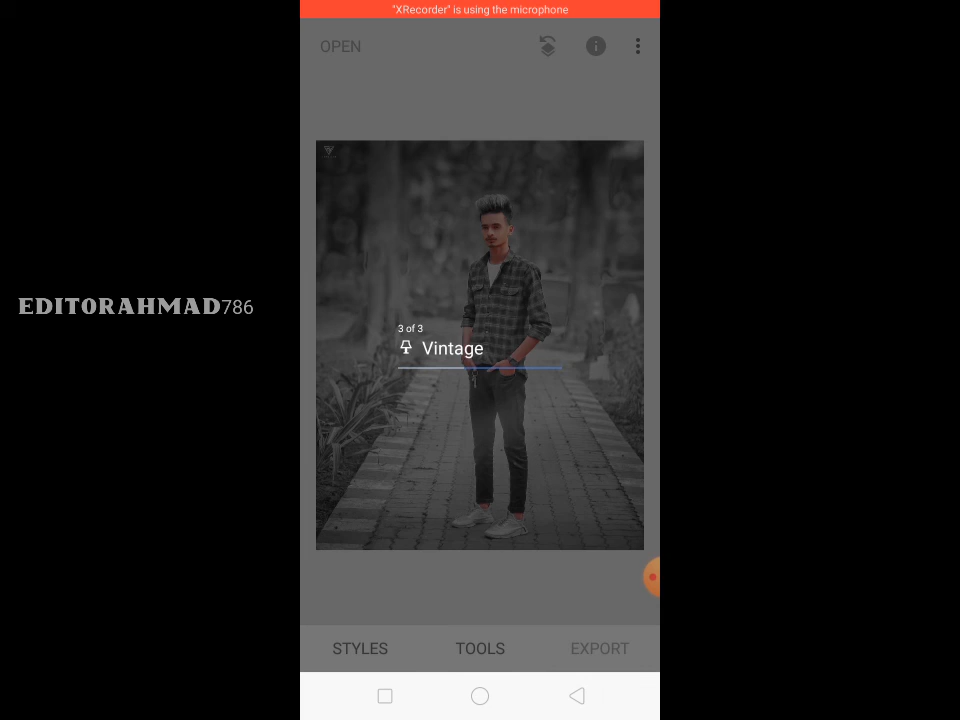 "XRecorder" is using the microphone
OPEN
EDITORAHMAD786
3 of 3
Vintage
STYLES
TOOLS
EXPORT